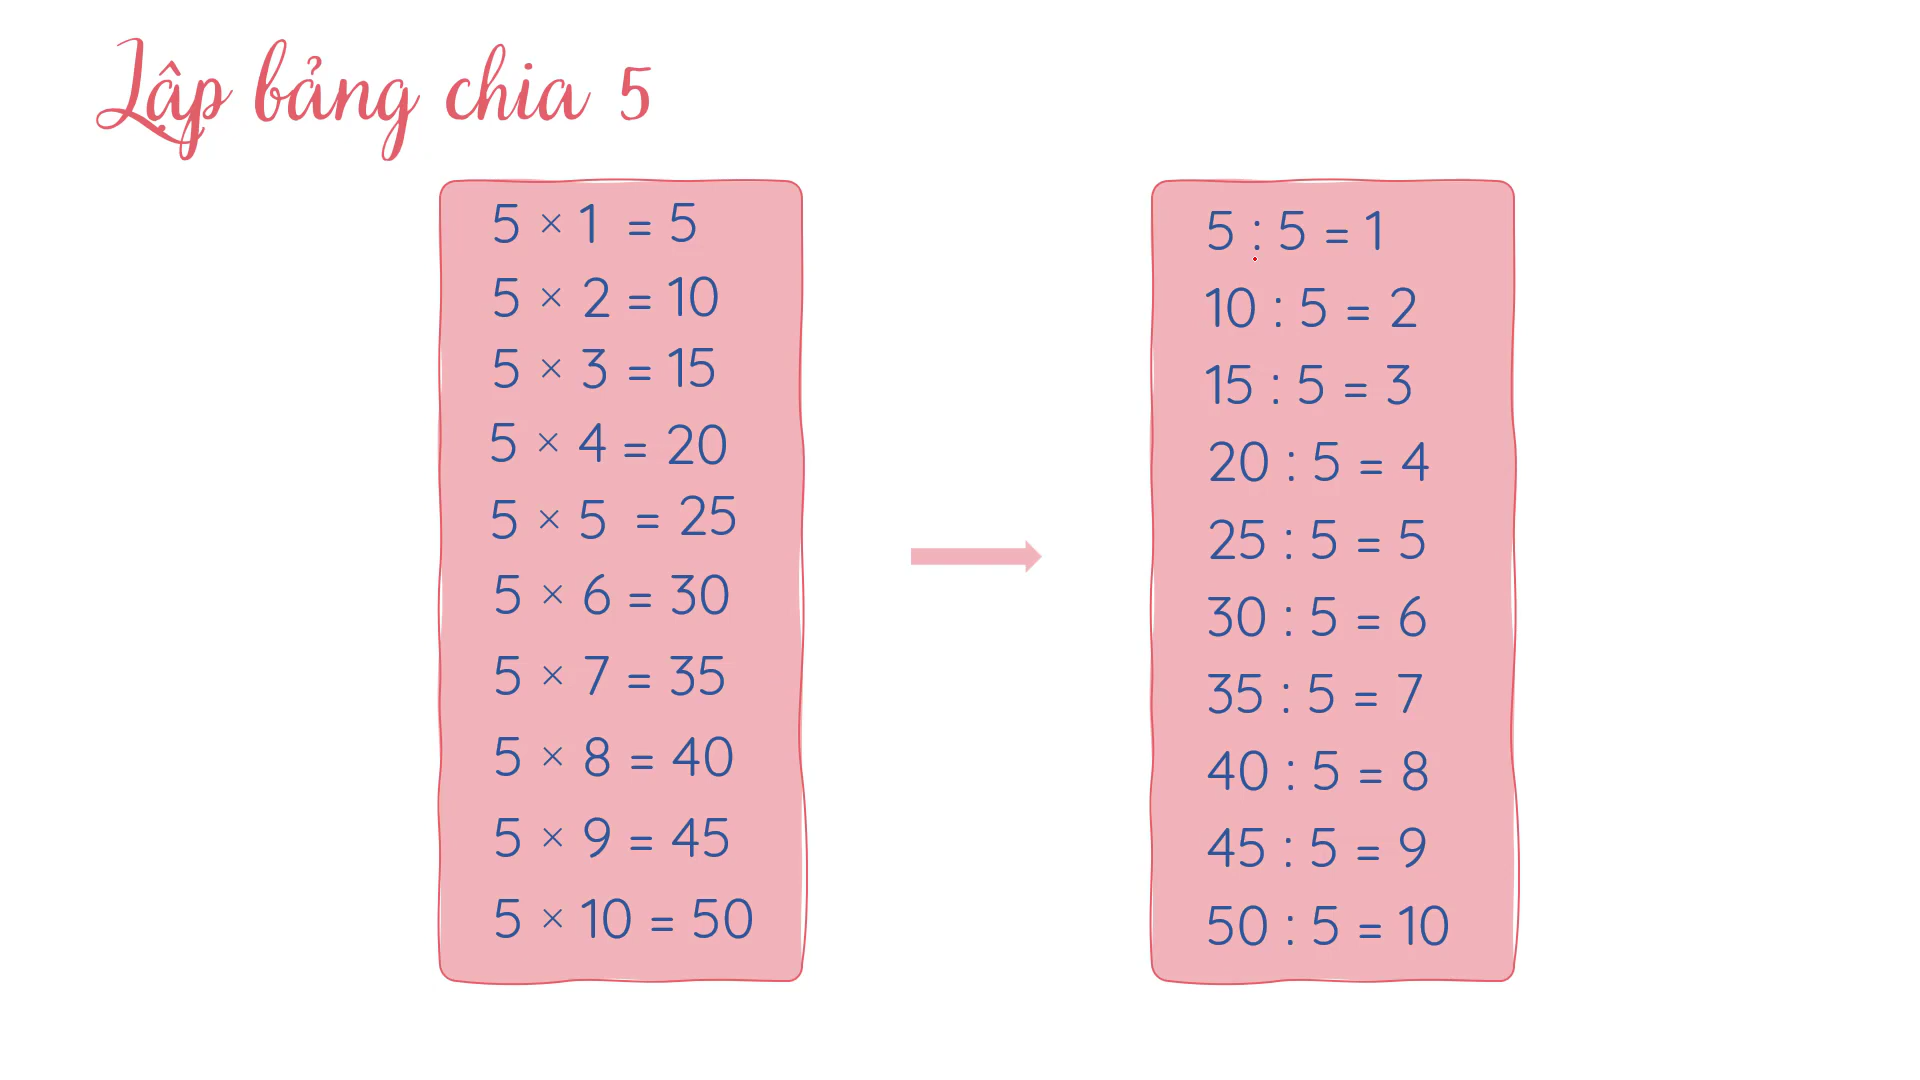 Lập bảng chia 5
5 × 1 = 5
5 × 2 = 10
5 × 3 = 15
5 × 4 = 20
5 × 5 = 25
5 × 6 = 30
5 × 7 = 35
5 × 8 = 40
5 × 9 = 45
5 × 10 = 50
5 : 5 = 1
10 : 5 = 2
15 : 5 = 3
20 : 5 = 4
25 : 5 = 5
30 : 5 = 6
35 : 5 = 7
40 : 5 = 8
45 : 5 = 9
50 : 5 = 10